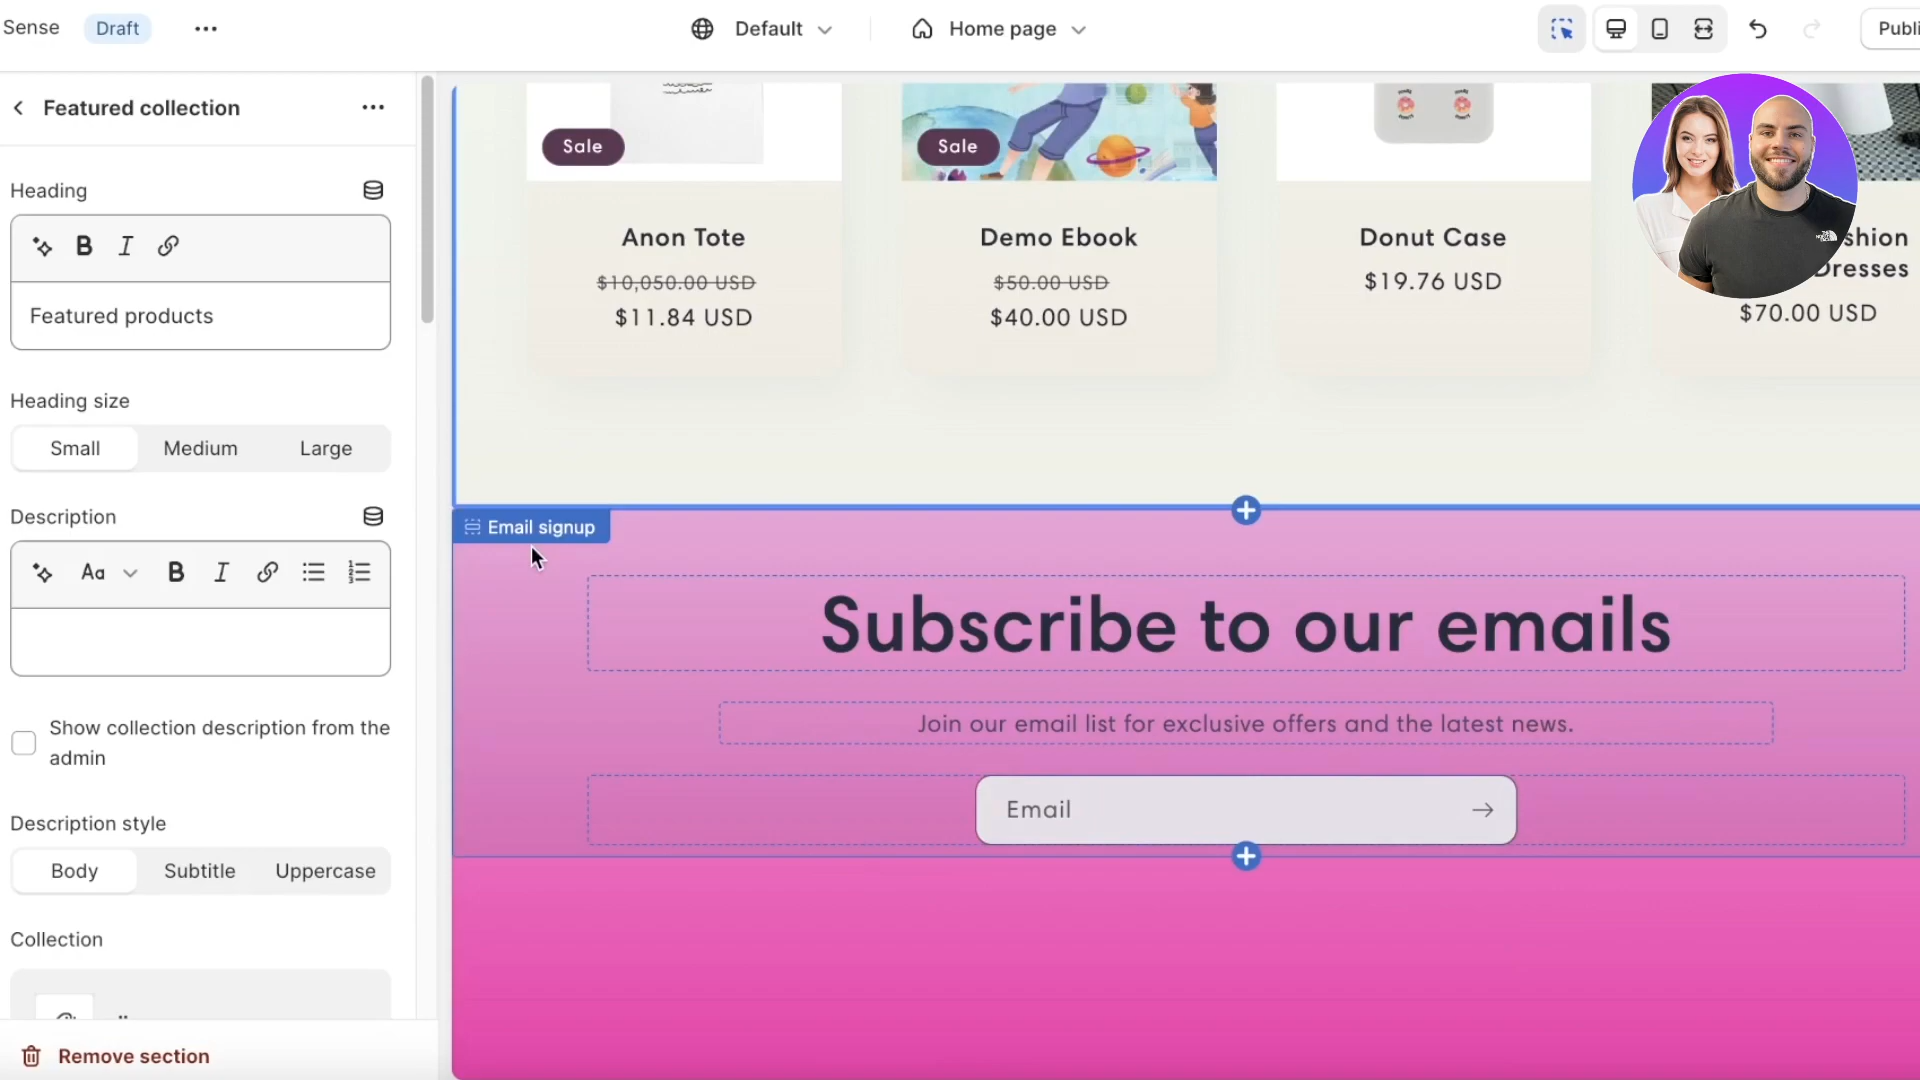 Sense
Draft
Default
Home page
Publi
Featured collection
Heading
Featured products
Heading size
Small
Medium
Large
Description
Aa
Show collection description from the
admin
Description style
Body
Subtitle
Uppercase
Collection
Remove section
Sale
Sale
Anon Tote
$10,050.00 USD
$11.84 USD
Demo Ebook
$50.00 USD
$40.00 USD
Donut Case
$19.76 USD
shion
Dresses
$70.00 USD
Email signup
Subscribe to our emails
Join our email list for exclusive offers and the latest news.
Email